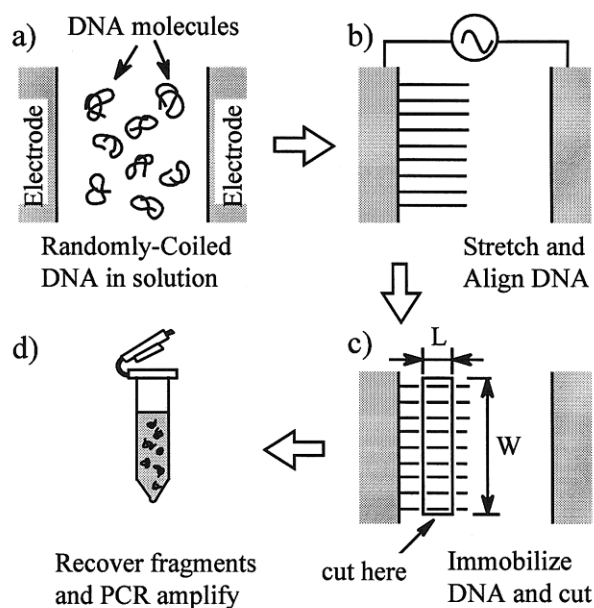 a)
DNA molecules
Electrode
Electrode
Randomly-Coiled
DNA in solution
b)
Stretch and
Align DNA
c)
L
W
cut here
Immobilize
DNA and cut
d)
Recover fragments
and PCR amplify